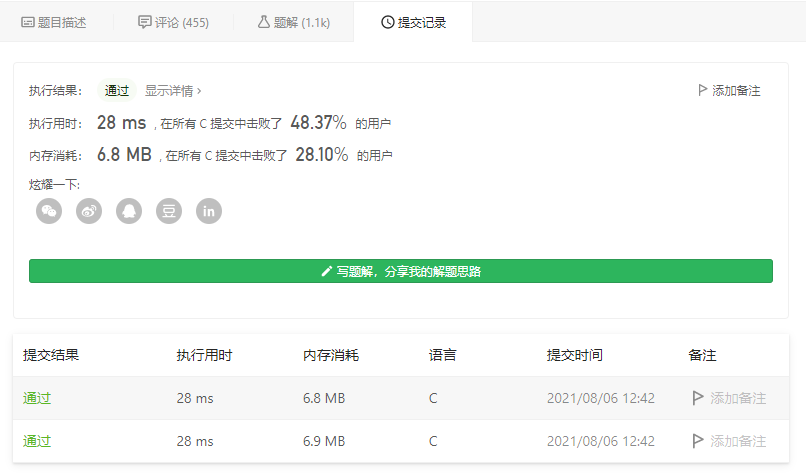 题目描述 评论 (455) 题解 (1.1k) 提交记录
执行结果： 通过 显示详情 › 添加备注
执行用时： 28 ms , 在所有 C 提交中击败了 48.37% 的用户
内存消耗： 6.8 MB , 在所有 C 提交中击败了 28.10% 的用户
炫耀一下:
豆 in
写题解，分享我的解题思路
提交结果 执行用时 内存消耗 语言 提交时间 备注
通过 28 ms 6.8 MB C 2021/08/06 12:42 添加备注
通过 28 ms 6.9 MB C 2021/08/06 12:42 添加备注